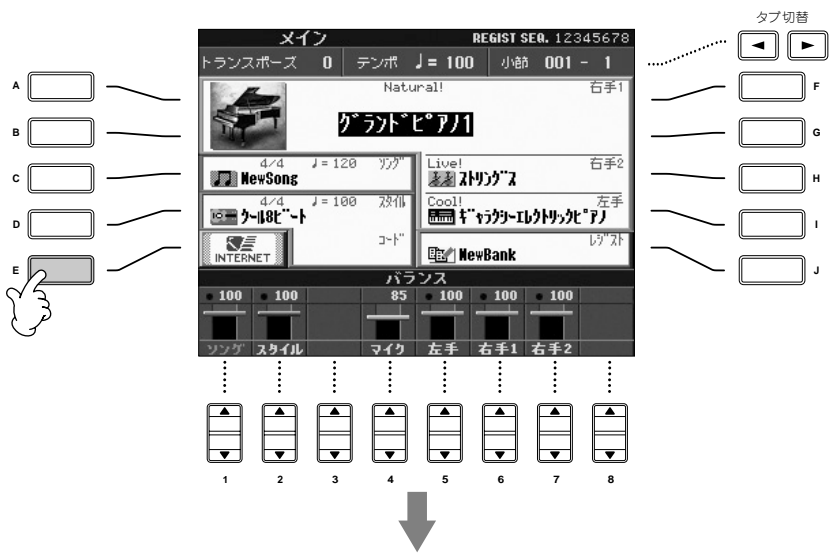 タブ切替
メイン REGIST SEQ. 12345678
トランスポーズ 0 テンポ ♩= 100 小節 001 - 1
Natural! 右手1
グランドピアノ1
4/4 ♩= 120 ソング
NewSong
Live! 右手2
ストリングス
4/4 ♩= 100 スタイル
クール8ビート
Cool! 左手
ギャラクシーエレクトリックピアノ
INTERNET コード
レジスト
NewBank
バランス
100 100 85 100 100 100
ソング スタイル マイク 左手 右手1 右手2
A
B
C
D
E
F
G
H
I
J
1 2 3 4 5 6 7 8